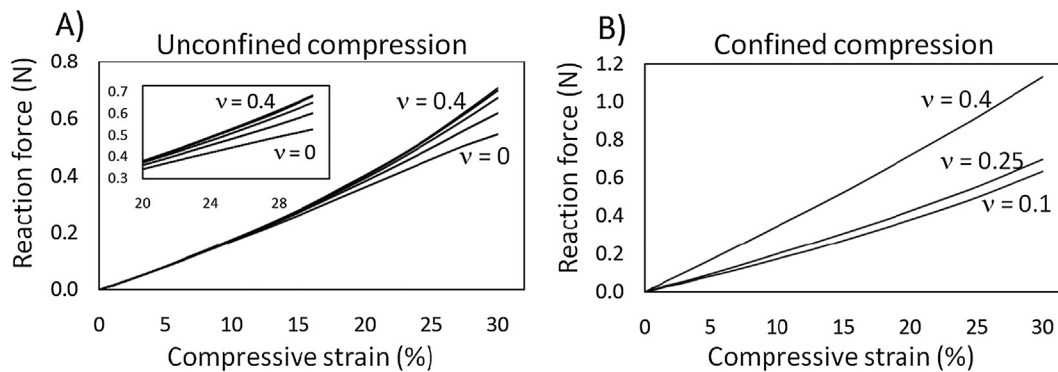 A)
Unconfined compression
Reaction force (N)
0.8
0.6
0.4
0.2
0.0
0 5 10 15 20 25 30
Compressive strain (%)
ν = 0.4
ν = 0
0.7
0.6
0.5
0.4
0.3
20 24 28
ν = 0.4
ν = 0
B)
Confined compression
Reaction force (N)
1.2
1.0
0.8
0.6
0.4
0.2
0.0
0 5 10 15 20 25 30
Compressive strain (%)
ν = 0.4
ν = 0.25
ν = 0.1